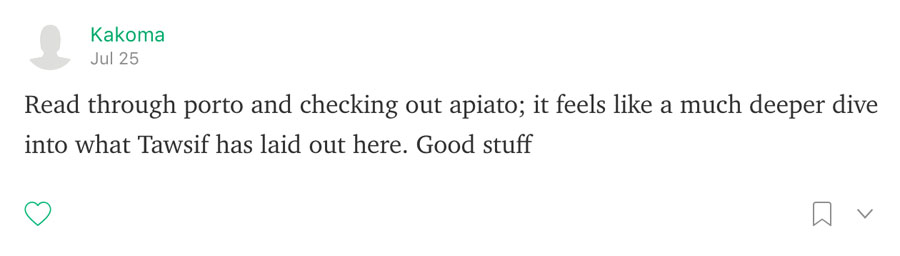 Kakoma
Jul 25
Read through porto and checking out apiato; it feels like a much deeper dive
into what Tawsif has laid out here. Good stuff